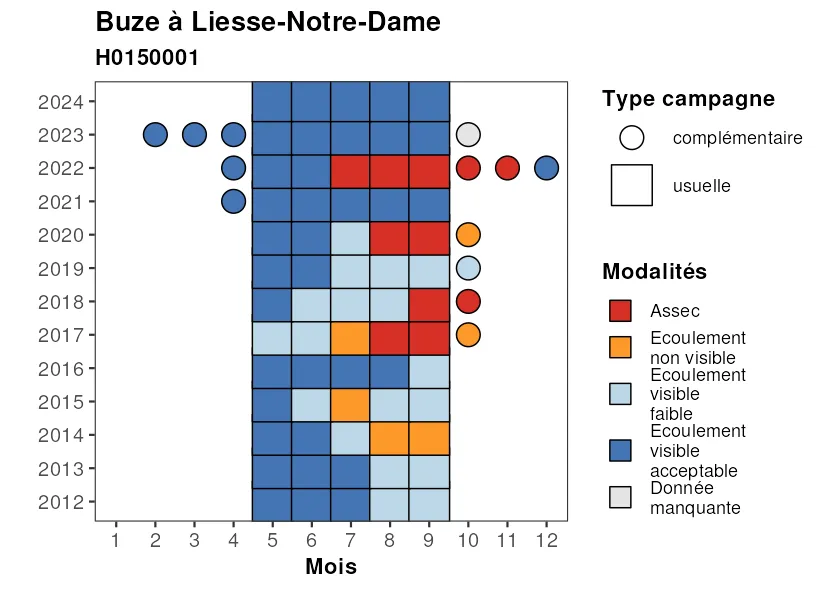 Buze à Liesse-Notre-Dame
H0150001
2024
2023
2022
2021
2020
2019
2018
2017
2016
2015
2014
2013
2012
1 2 3 4 5 6 7 8 9 10 11 12
Mois
Type campagne
complémentaire
usuelle
Modalités
Assec
Ecoulement
non visible
Ecoulement
visible
faible
Ecoulement
visible
acceptable
Donnée
manquante